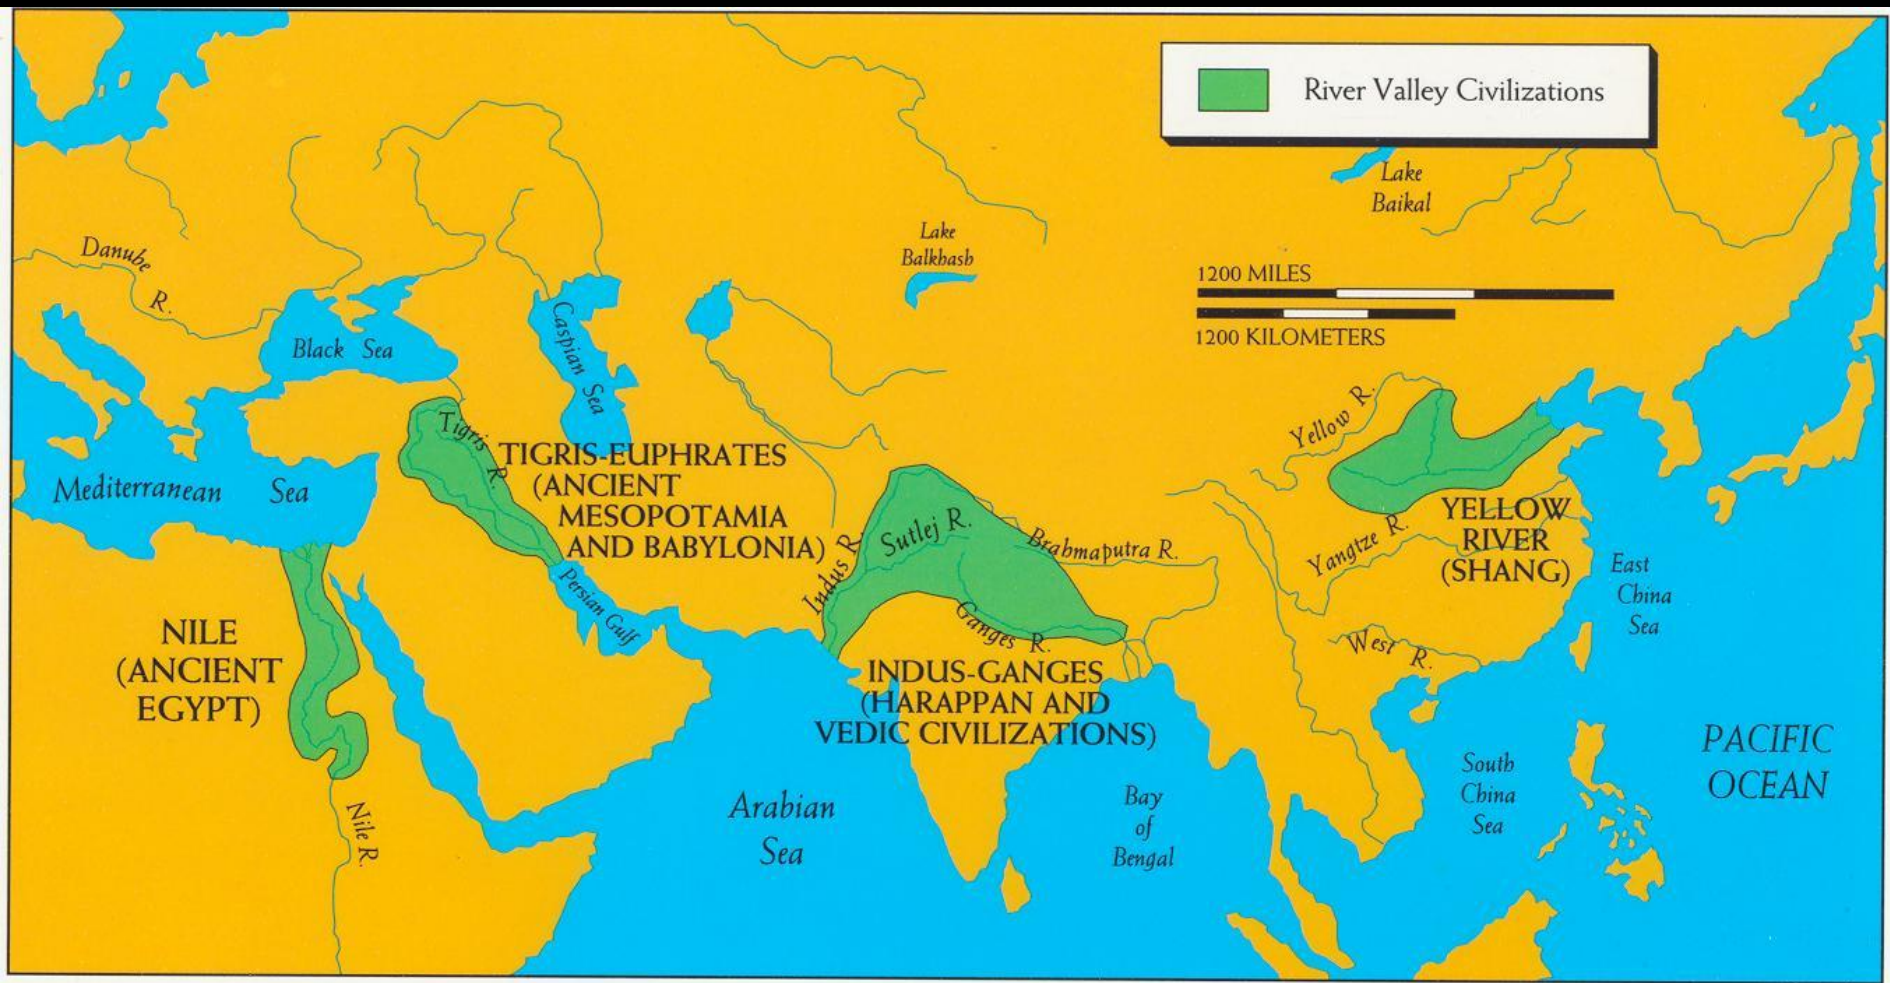 River Valley Civilizations
Lake
Baikal
Lake
Balkhash
1200 MILES
1200 KILOMETERS
Danube
R.
Black Sea
Caspian Sea
Yellow R.
Tigris R.
TIGRIS-EUPHRATES
(ANCIENT
MESOPOTAMIA
AND BABYLONIA)
Mediterranean Sea
Sutlej R.
Indus R.
Brahmaputra R.
Yangtze R.
YELLOW
RIVER
(SHANG)
East
China
Sea
Persian Gulf
Ganges R.
West R.
NILE
(ANCIENT
EGYPT)
INDUS-GANGES
(HARAPPAN AND
VEDIC CIVILIZATIONS)
PACIFIC
OCEAN
South
China
Sea
Arabian
Sea
Bay
of
Bengal
Nile R.